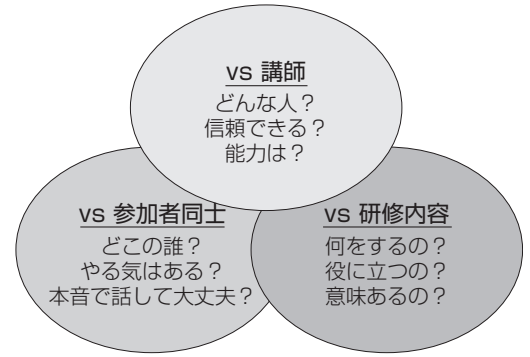 vs 講師
どんな人？
信頼できる？
能力は？
vs 参加者同士
どこの誰？
やる気はある？
本音で話して大丈夫？
vs 研修内容
何をするの？
役に立つの？
意味あるの？